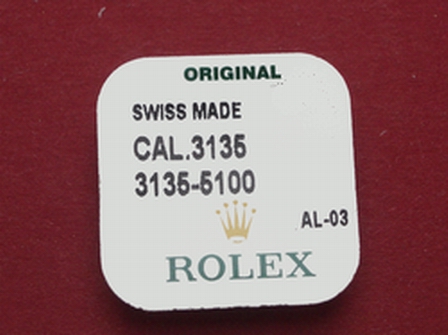 ORIGINAL
SWISS MADE
CAL.3135
3135-5100
AL-03
ROLEX